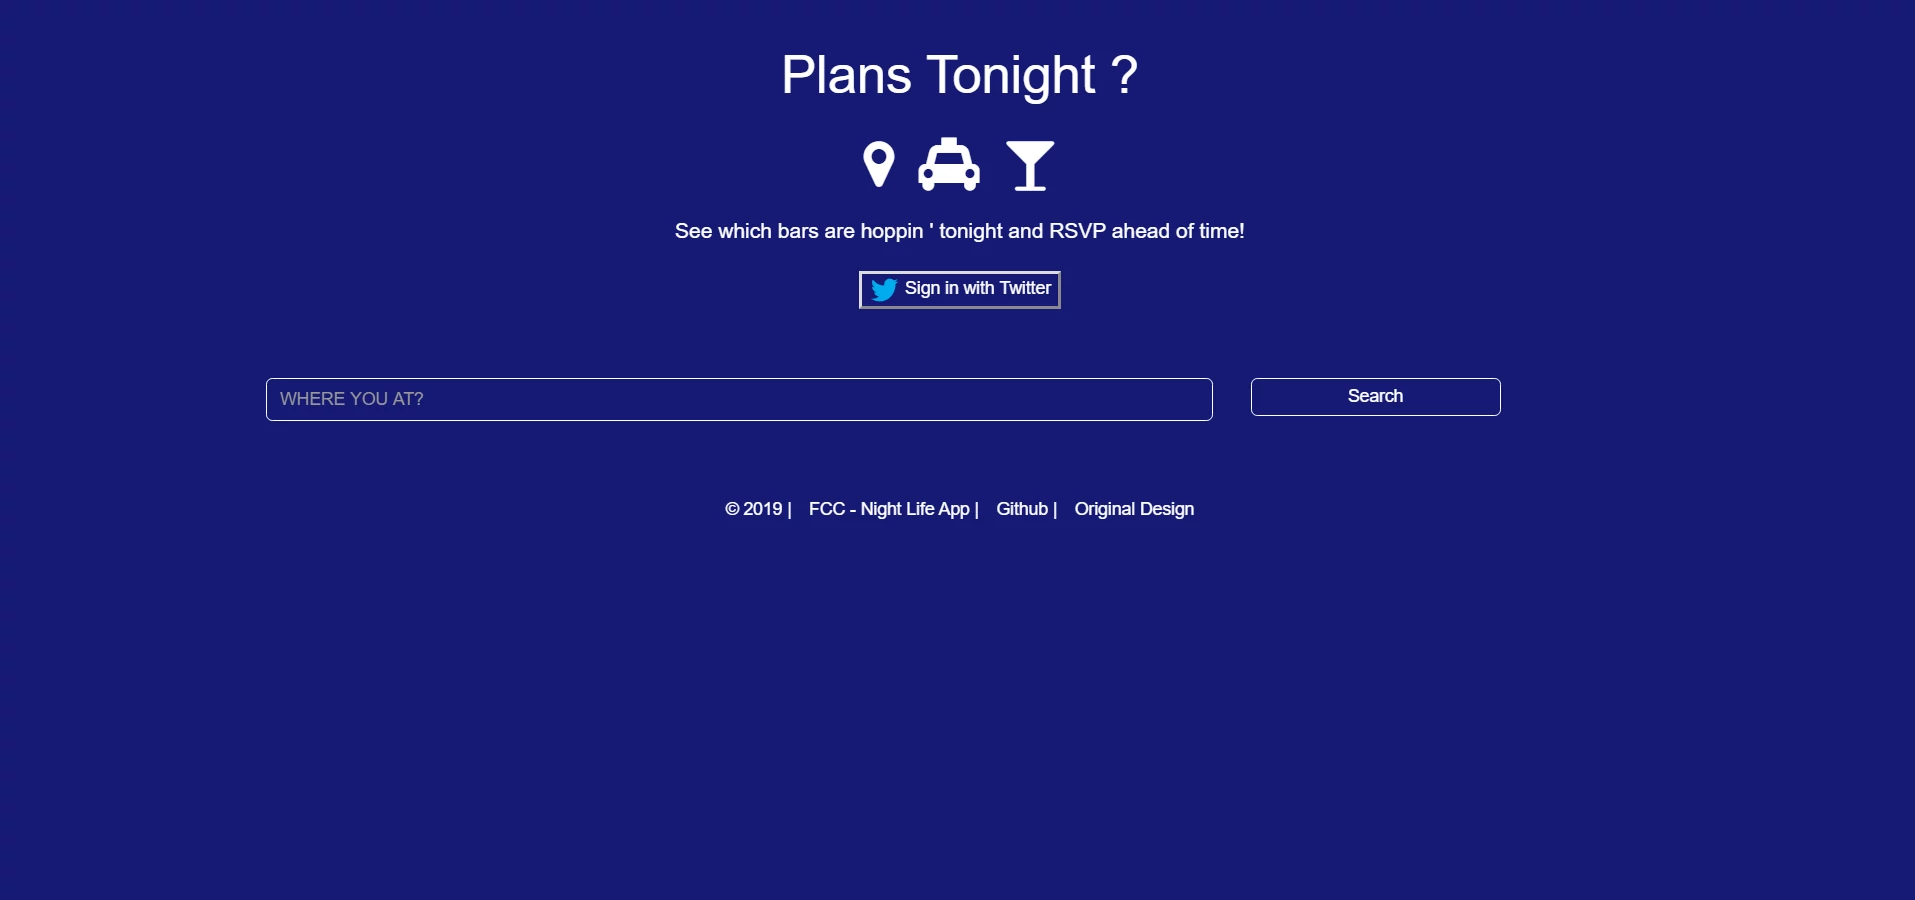 Plans Tonight ?
See which bars are hoppin ' tonight and RSVP ahead of time!
Sign in with Twitter
WHERE YOU AT?
Search
© 2019 | FCC - Night Life App | Github | Original Design